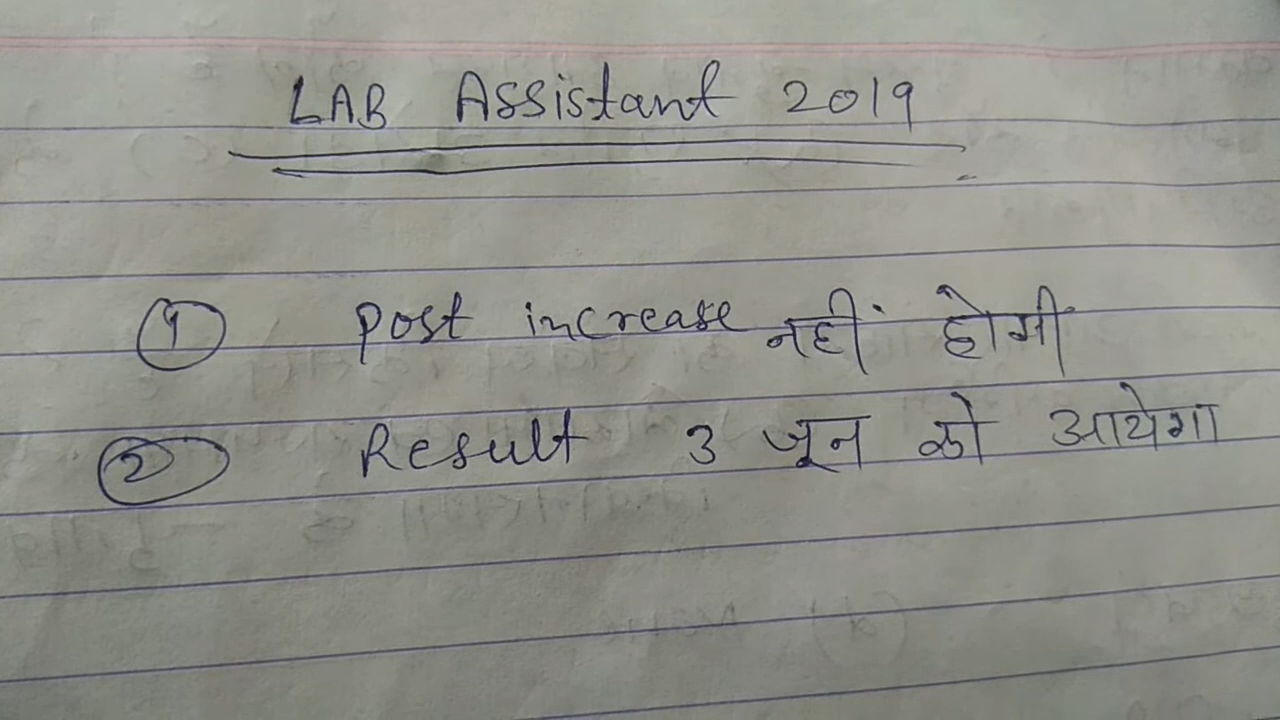 LAB Assistant 2019
1 Post increase नहीं होगी
2 Result 3 जून को आयेगा